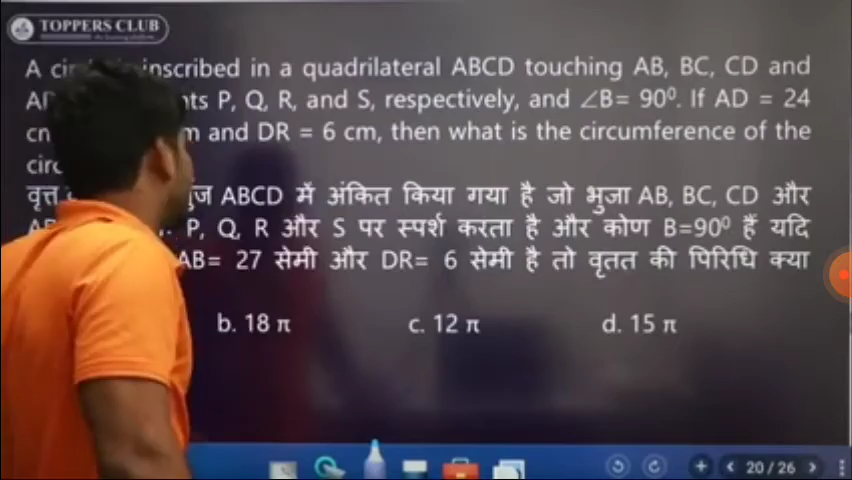 TOPPERS CLUB
A inscribed in a quadrilateral ABCD touching AB, BC, CD and
nts P, Q, R, and S, respectively, and ∠B= 90⁰. If AD = 24
m and DR = 6 cm, then what is the circumference of the
circ
वृत्त ुज ABCD में अंकित किया गया है जो भुजा AB, BC, CD और
P, Q, R और S पर स्पर्श करता है और कोण B=90⁰ हैं यदि
AB= 27 सेमी और DR= 6 सेमी है तो वृतत की पिरिधि क्या
b. 18 π c. 12 π d. 15 π
20 / 26